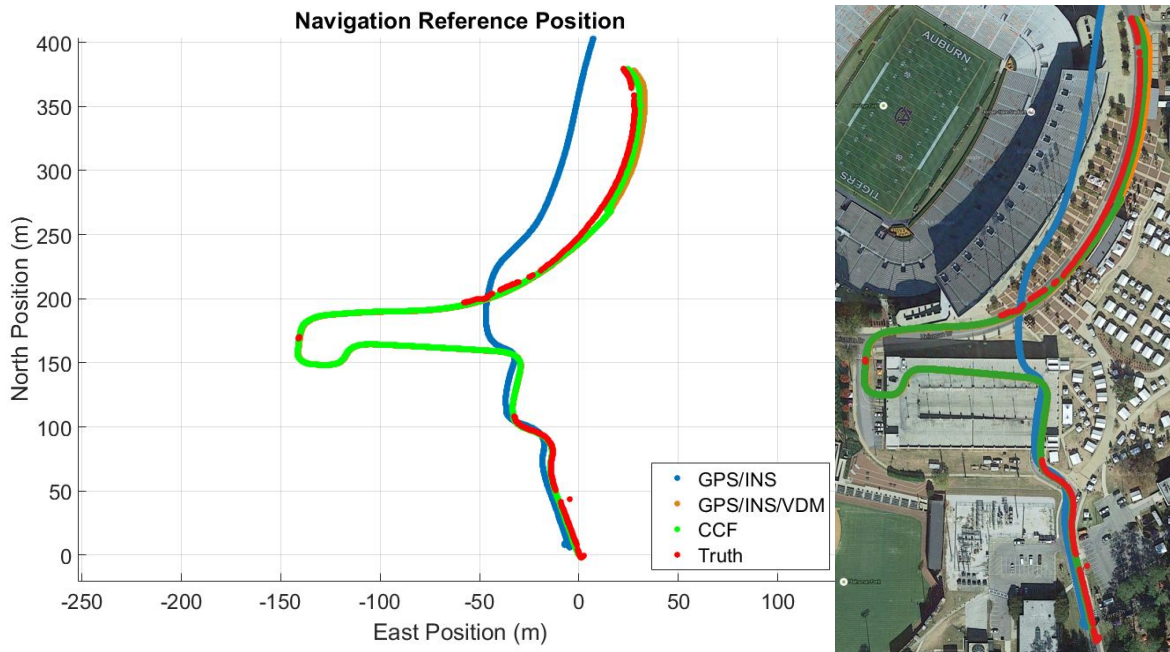 Navigation Reference Position
400
350
300
250
200
150
100
50
0
North Position (m)
-250
-200
-150
-100
-50
0
50
100
East Position (m)
GPS/INS
GPS/INS/VDM
CCF
Truth
AUBURN
TIGERS